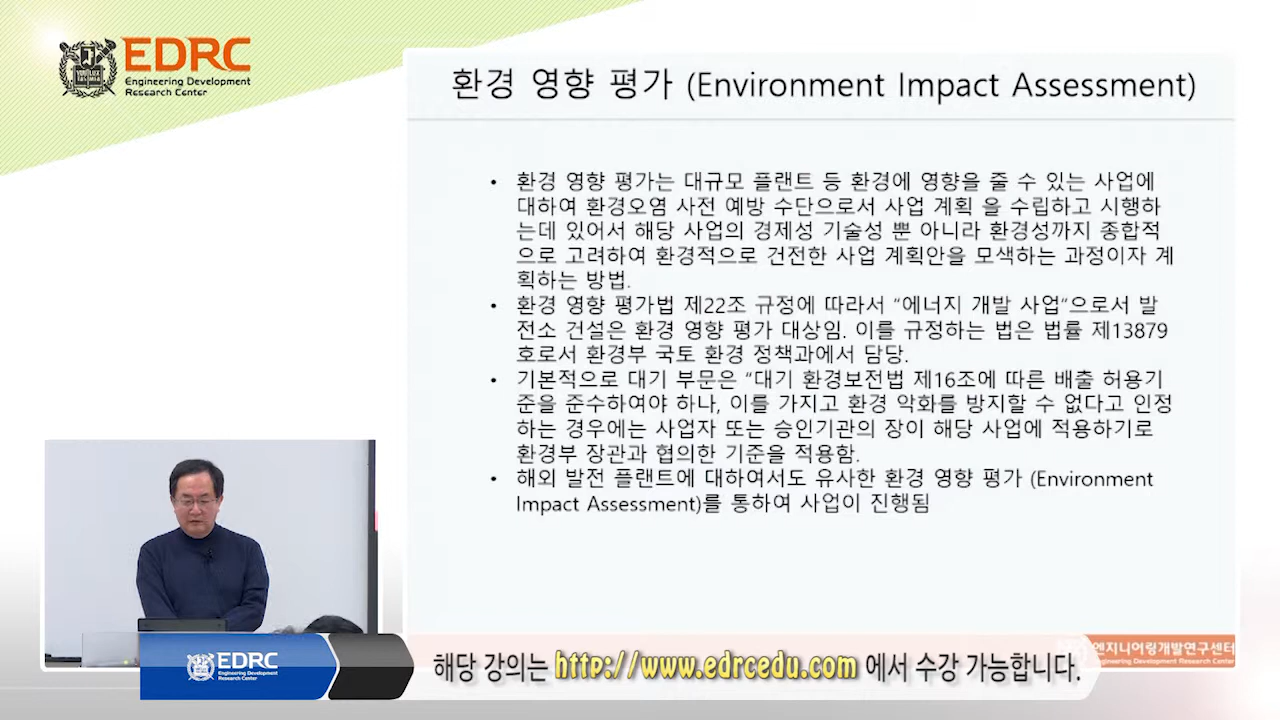 EDRC
Engineering Development
Research Center
환경 영향 평가 (Environment Impact Assessment)
• 환경 영향 평가는 대규모 플랜트 등 환경에 영향을 줄 수 있는 사업에
대하여 환경오염 사전 예방 수단으로서 사업 계획 을 수립하고 시행하
는데 있어서 해당 사업의 경제성 기술성 뿐 아니라 환경성까지 종합적
으로 고려하여 환경적으로 건전한 사업 계획안을 모색하는 과정이자 계
획하는 방법.
• 환경 영향 평가법 제22조 규정에 따라서 “에너지 개발 사업“으로서 발
전소 건설은 환경 영향 평가 대상임. 이를 규정하는 법은 법률 제13879
호로서 환경부 국토 환경 정책과에서 담당.
• 기본적으로 대기 부문은 “대기 환경보전법 제16조에 따른 배출 허용기
준을 준수하여야 하나, 이를 가지고 환경 악화를 방지할 수 없다고 인정
하는 경우에는 사업자 또는 승인기관의 장이 해당 사업에 적용하기로
환경부 장관과 협의한 기준을 적용함.
• 해외 발전 플랜트에 대하여서도 유사한 환경 영향 평가 (Environment
Impact Assessment)를 통하여 사업이 진행됨
엔지니어링개발연구센터
Engineering Development Research Center
EDRC
Engineering Development
Research Center
해당 강의는 http://www.edrcedu.com 에서 수강 가능합니다.